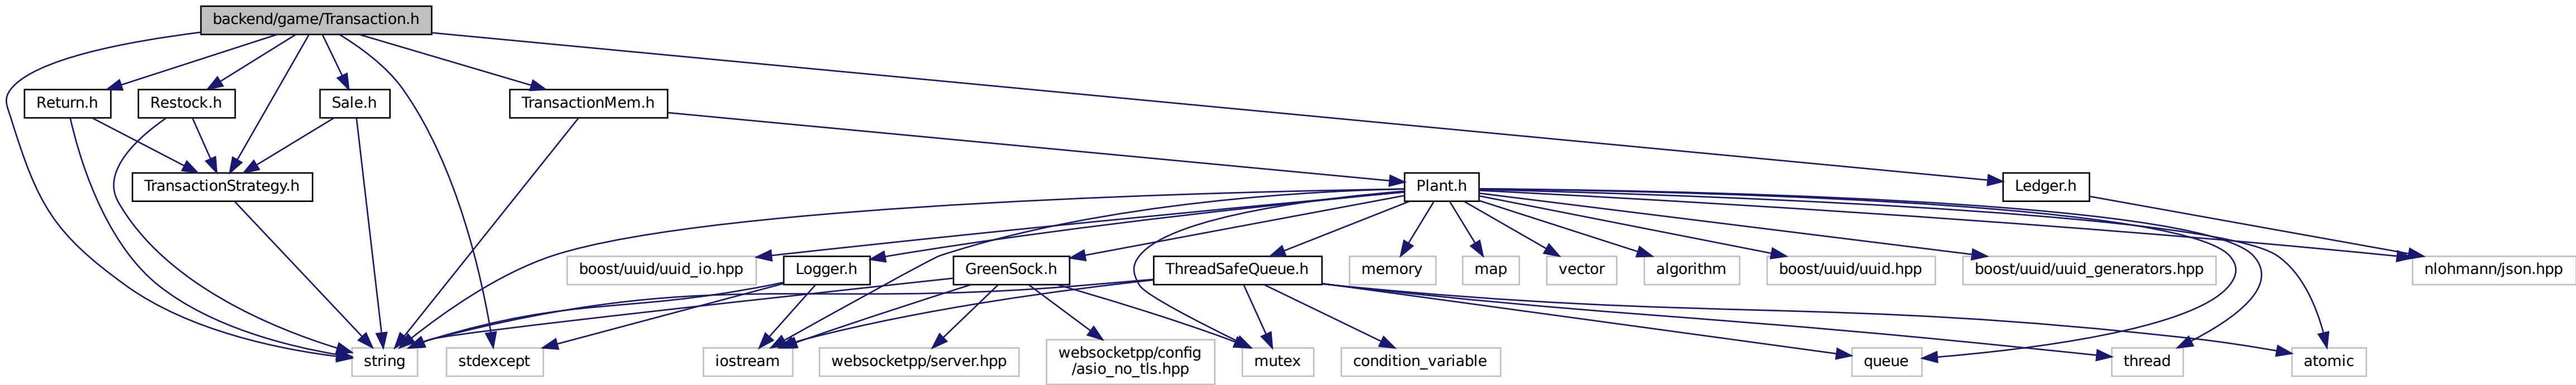 backend/game/Transaction.h
Return.h
Restock.h
Sale.h
TransactionMem.h
TransactionStrategy.h
Plant.h
Ledger.h
boost/uuid/uuid_io.hpp
Logger.h
GreenSock.h
ThreadSafeQueue.h
memory
map
vector
algorithm
boost/uuid/uuid.hpp
boost/uuid/uuid_generators.hpp
nlohmann/json.hpp
string
stdexcept
iostream
websocketpp/server.hpp
websocketpp/config
/asio_no_tls.hpp
mutex
condition_variable
queue
thread
atomic